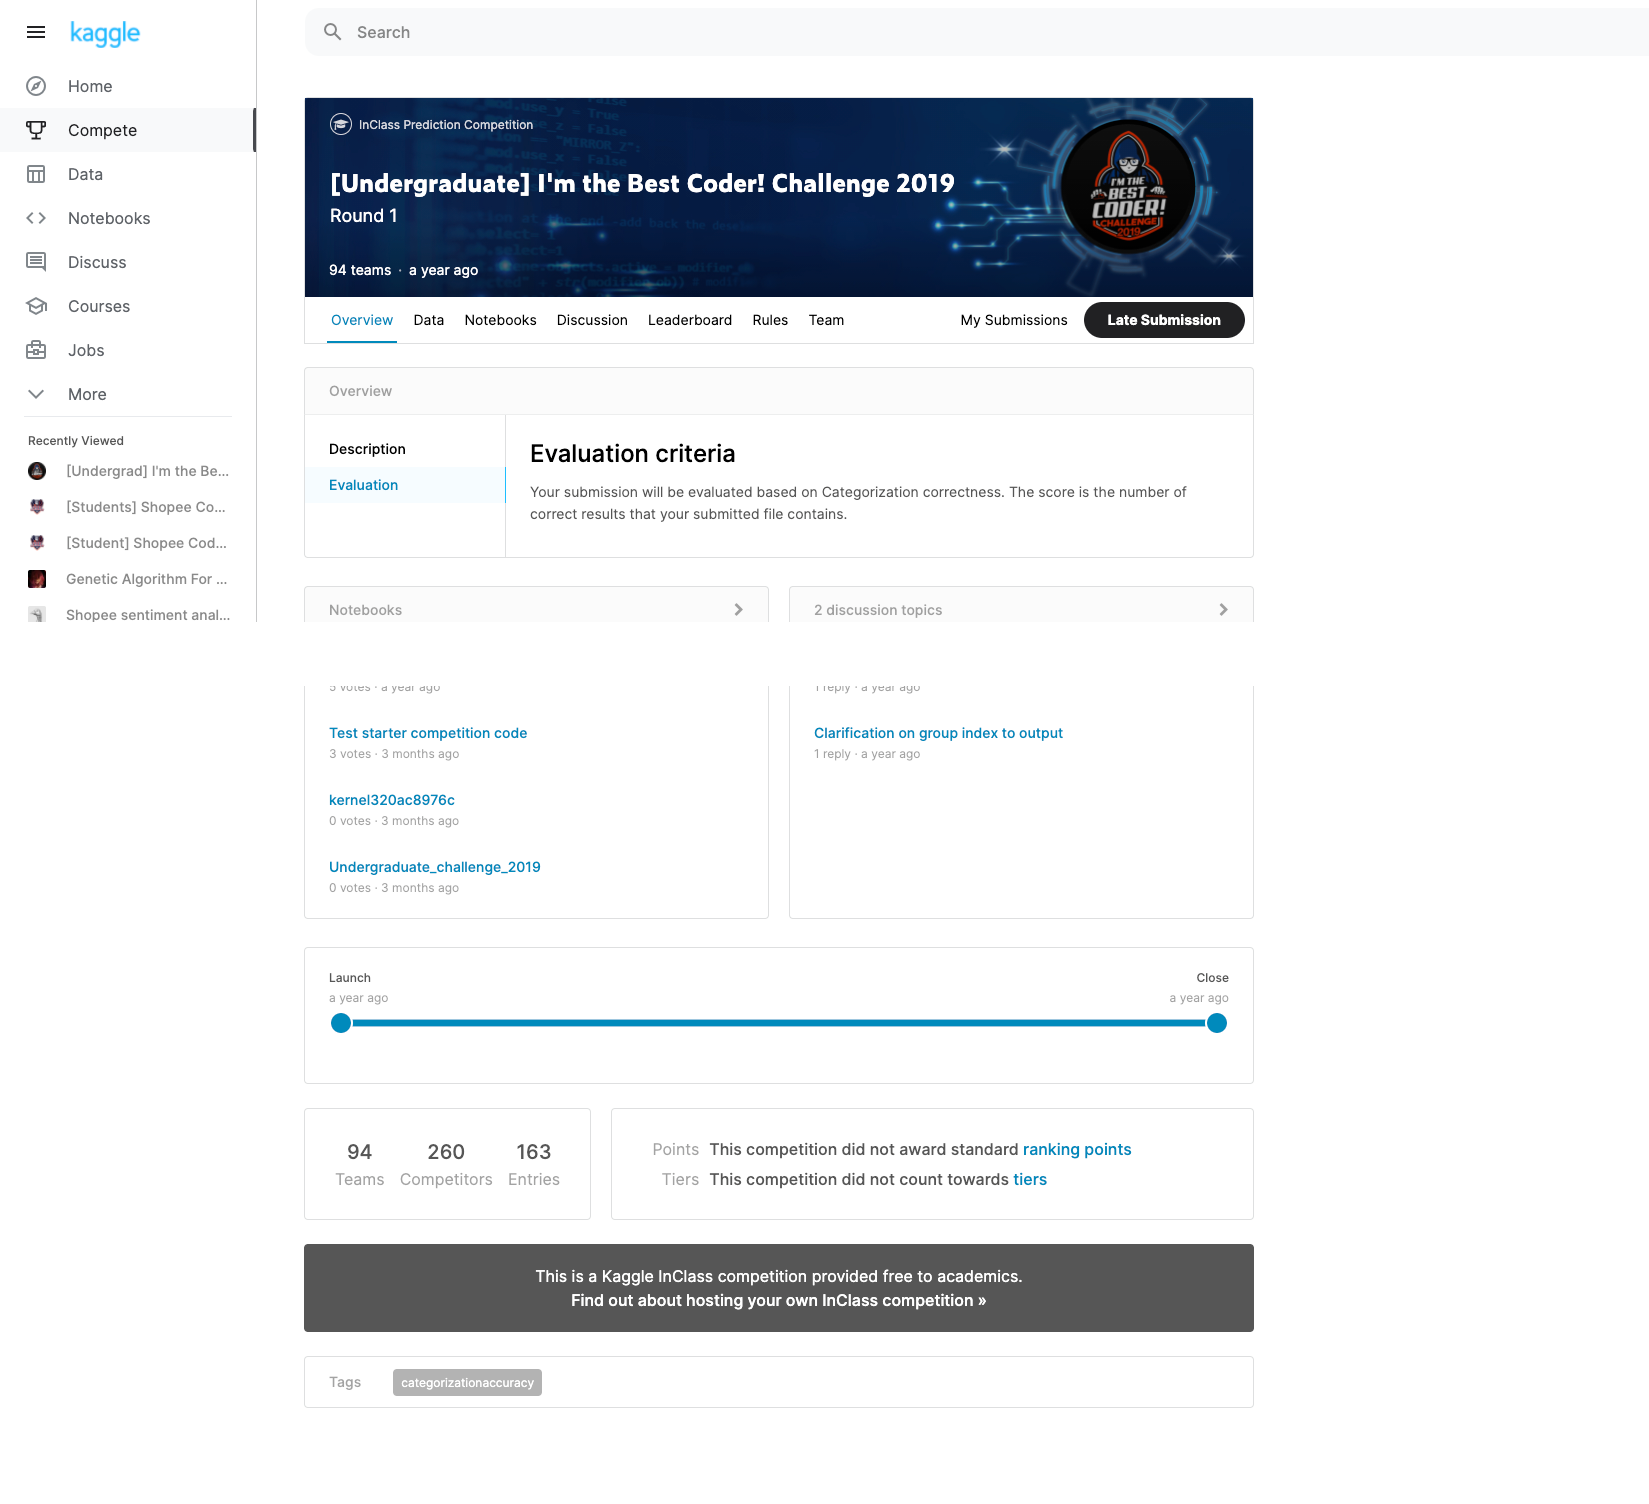 kaggle
Search
Home
Compete
Data
Notebooks
Discuss
Courses
Jobs
More
Recently Viewed
[Undergrad] I'm the Be...
[Students] Shopee Co...
[Student] Shopee Cod...
Genetic Algorithm For ...
Shopee sentiment anal...
InClass Prediction Competition
[Undergraduate] I'm the Best Coder! Challenge 2019
Round 1
94 teams · a year ago
I'M THE
BEST
CODER!
CHALLENGE
2019
Overview
Data
Notebooks
Discussion
Leaderboard
Rules
Team
My Submissions
Late Submission
Overview
Description
Evaluation
Evaluation criteria
Your submission will be evaluated based on Categorization correctness. The score is the number of
correct results that your submitted file contains.
Notebooks
5 votes · a year ago
Test starter competition code
3 votes · 3 months ago
kernel320ac8976c
0 votes · 3 months ago
Undergraduate_challenge_2019
0 votes · 3 months ago
2 discussion topics
1 reply · a year ago
Clarification on group index to output
1 reply · a year ago
Launch
a year ago
Close
a year ago
94
Teams
260
Competitors
163
Entries
Points This competition did not award standard ranking points
Tiers This competition did not count towards tiers
This is a Kaggle InClass competition provided free to academics.
Find out about hosting your own InClass competition »
Tags
categorizationaccuracy